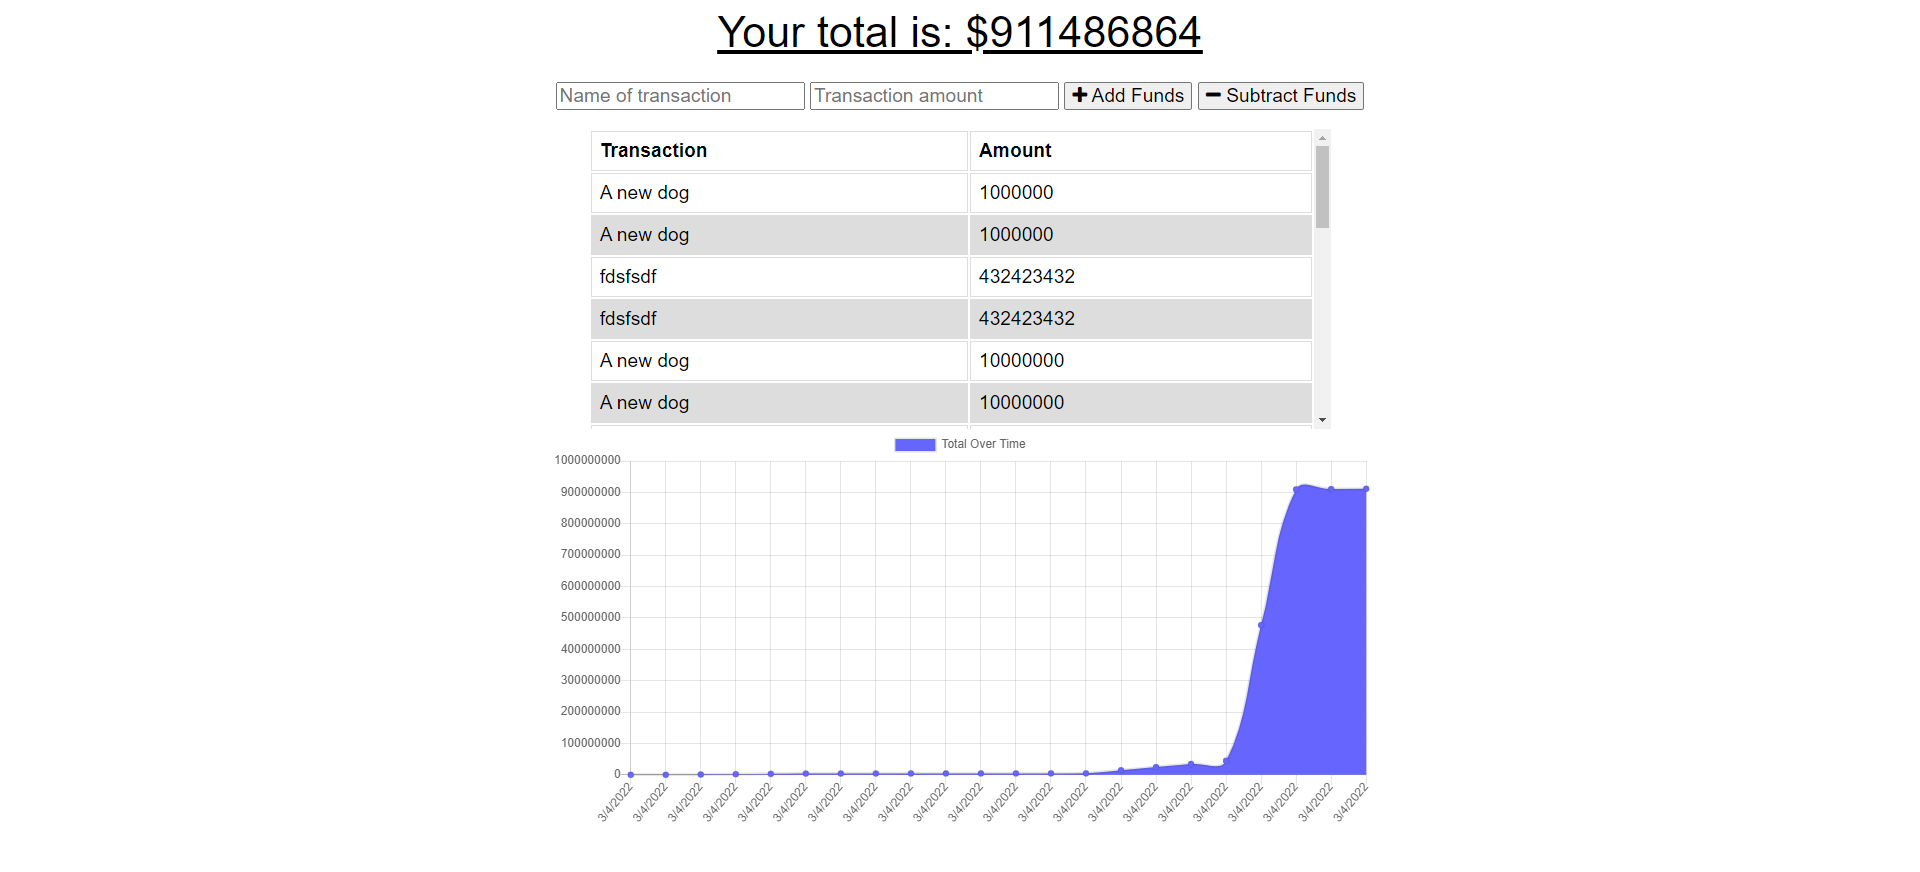 Your total is: $911486864
Name of transaction Transaction amount Add Funds Subtract Funds
Transaction Amount
A new dog 1000000
A new dog 1000000
fdsfsdf 432423432
fdsfsdf 432423432
A new dog 10000000
A new dog 10000000
Total Over Time
1000000000
900000000
800000000
700000000
600000000
500000000
400000000
300000000
200000000
100000000
0
3/4/2022 3/4/2022 3/4/2022 3/4/2022 3/4/2022 3/4/2022 3/4/2022 3/4/2022 3/4/2022 3/4/2022 3/4/2022 3/4/2022 3/4/2022 3/4/2022 3/4/2022 3/4/2022 3/4/2022 3/4/2022 3/4/2022 3/4/2022 3/4/2022 3/4/2022